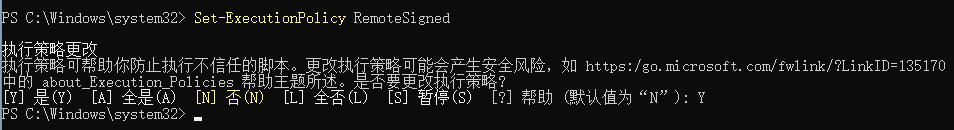 PS C:\Windows\system32> Set-ExecutionPolicy RemoteSigned
执行策略更改
执行策略可帮助你防止执行不信任的脚本。更改执行策略可能会产生安全风险，如 https:/go.microsoft.com/fwlink/?LinkID=135170
中的 about_Execution_Policies 帮助主题所述。是否要更改执行策略?
[Y] 是(Y)  [A] 全是(A)  [N] 否(N)  [L] 全否(L)  [S] 暂停(S)  [?] 帮助 (默认值为“N”): Y
PS C:\Windows\system32>